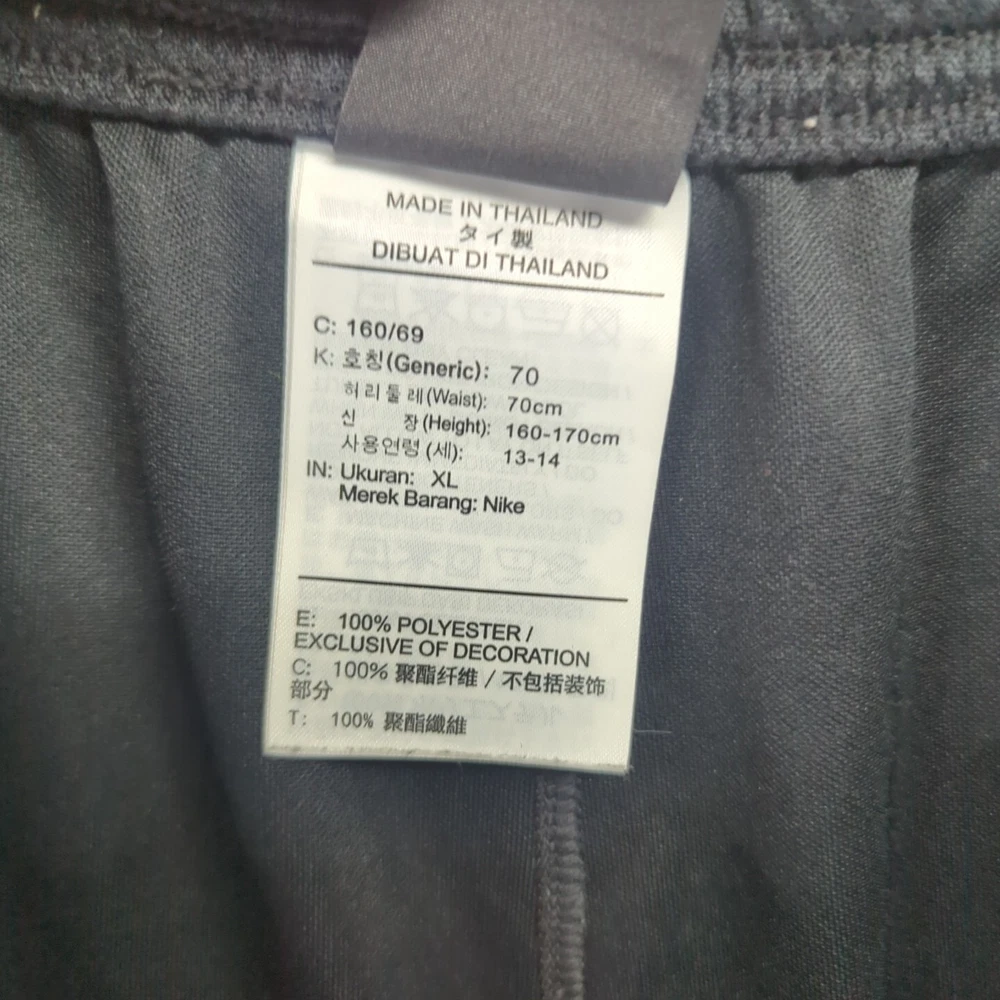 MADE IN THAILAND
タイ製
DIBUAT DI THAILAND
C: 160/69
K: 호칭(Generic): 70
허리둘레(Waist): 70cm
신 장(Height): 160-170cm
사용연령(세): 13-14
IN: Ukuran: XL
Merek Barang: Nike
E: 100% POLYESTER /
EXCLUSIVE OF DECORATION
C: 100% 聚酯纤维 / 不包括装饰
部分
T: 100% 聚酯纖維